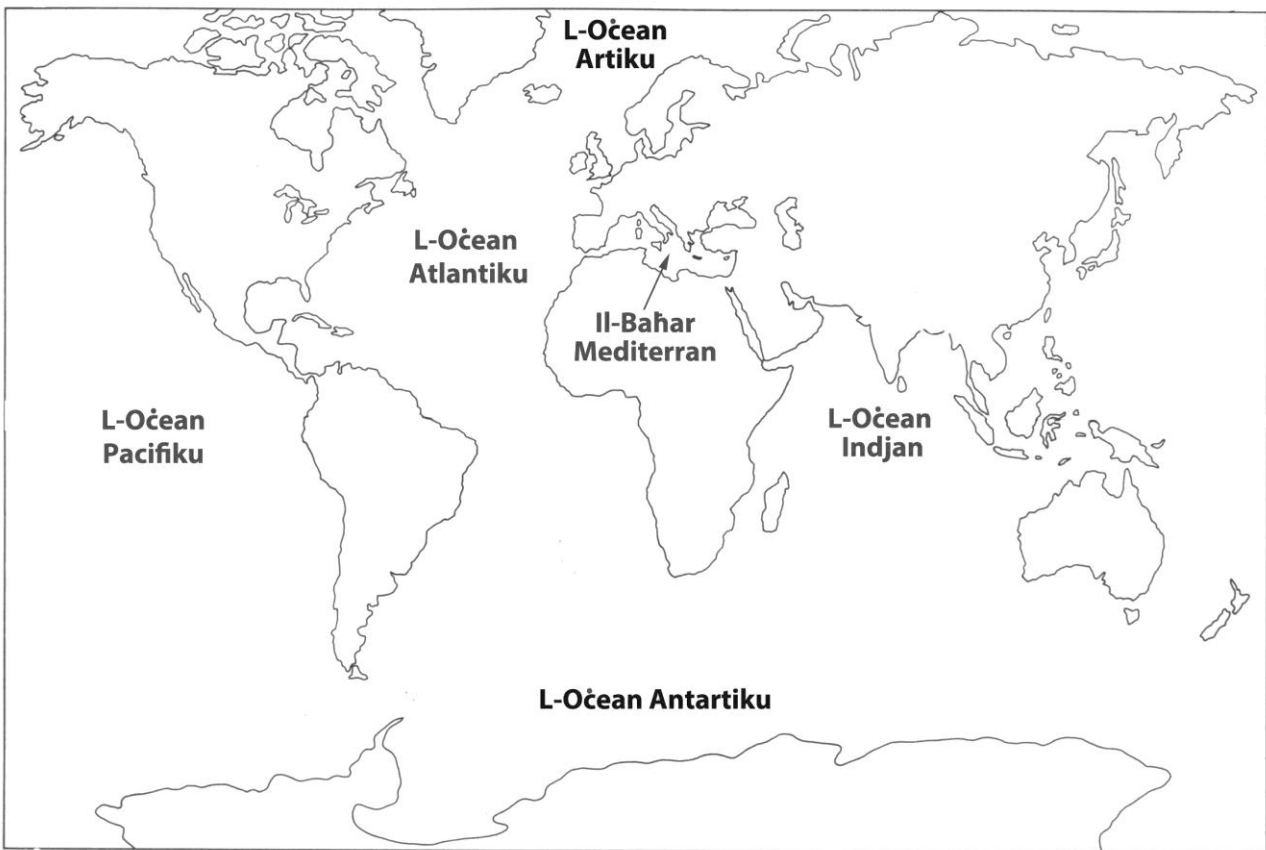 L-Oċean
Artiku
L-Oċean
Atlantiku
Il-Baħar
Mediterran
L-Oċean
Pacifiku
L-Oċean
Indjan
L-Oċean Antartiku